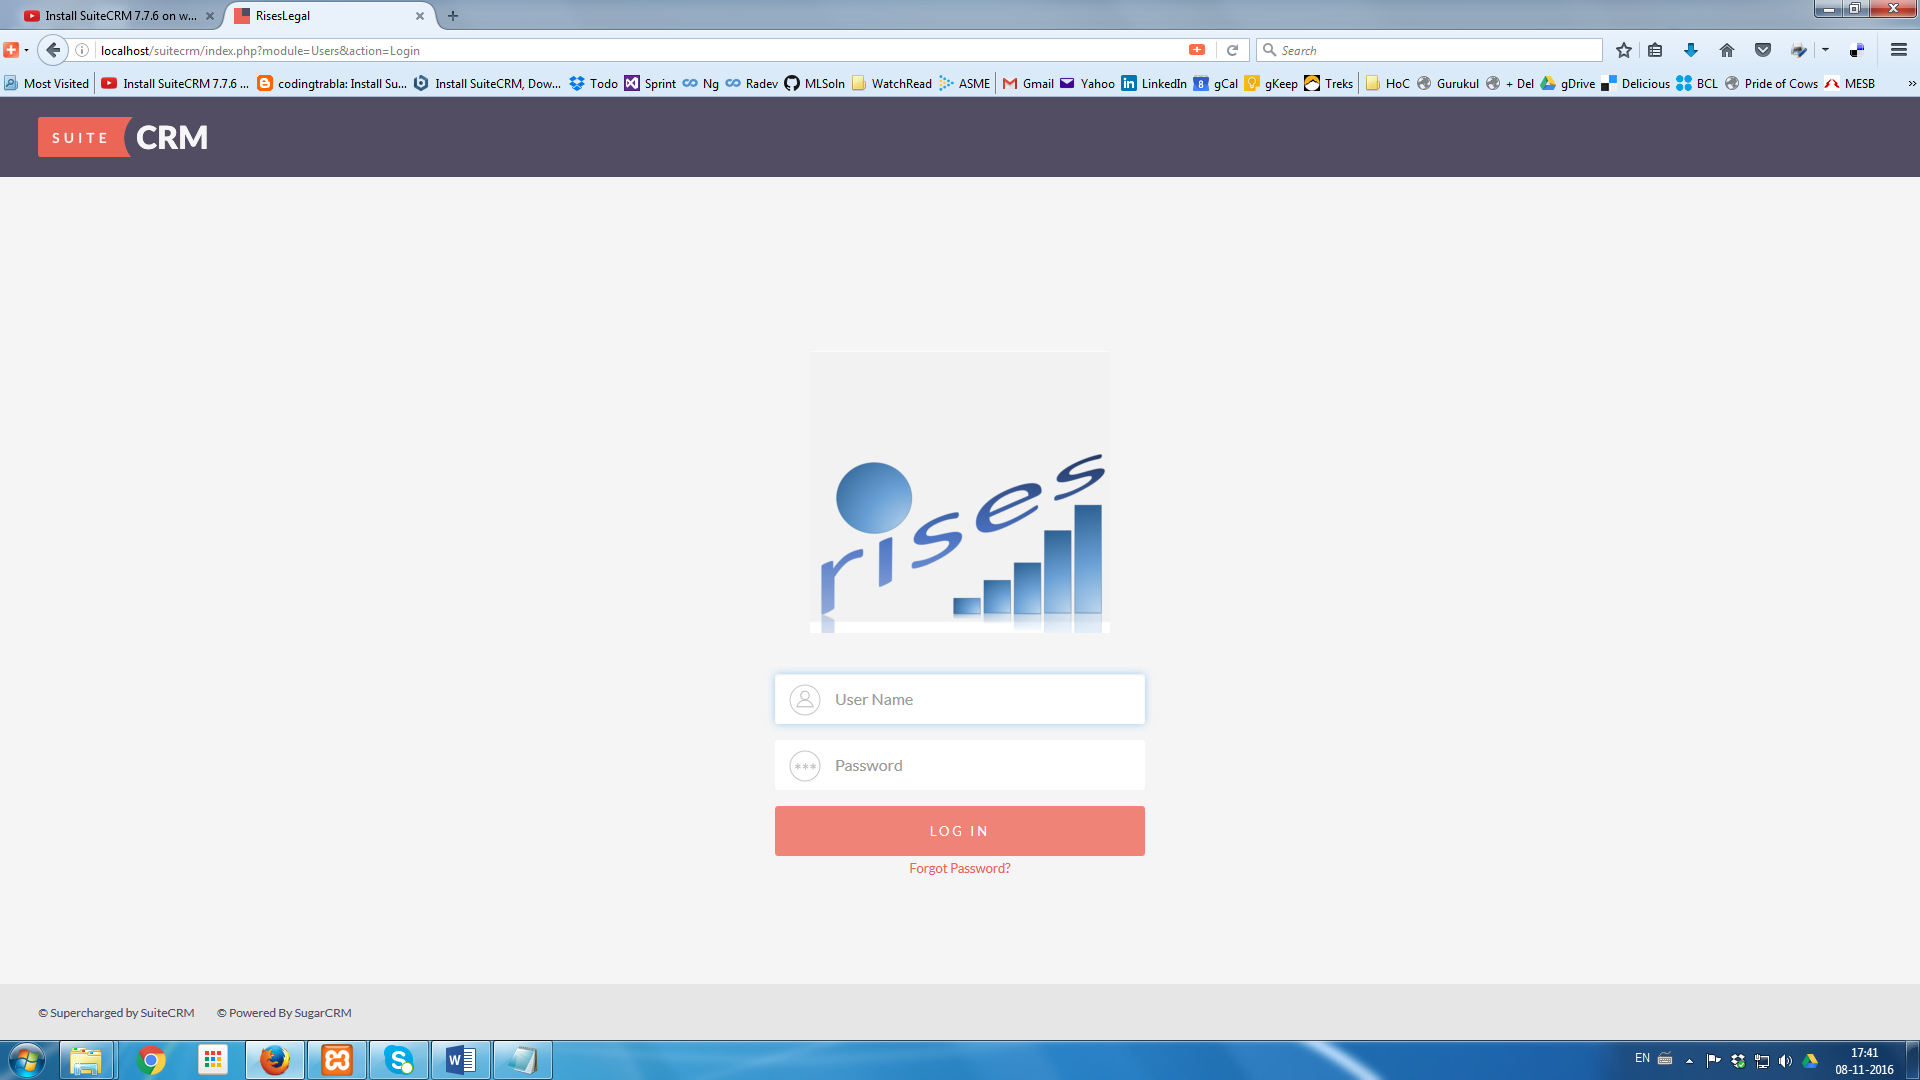 Install SuiteCRM 7.7.6 on w...
RisesLegal
localhost/suitecrm/index.php?module=Users&action=Login
Search
Most Visited
Install SuiteCRM 7.7.6 ...
codingtrabla: Install Su...
Install SuiteCRM, Dow...
Todo
Sprint
Ng
Radev
MLSoln
WatchRead
ASME
Gmail
Yahoo
LinkedIn
8
gCal
gKeep
Treks
HoC
Gurukul
+ Del
gDrive
Delicious
BCL
Pride of Cows
MESB
SUITE CRM
rises
User Name
*** Password
LOG IN
Forgot Password?
© Supercharged by SuiteCRM © Powered By SugarCRM
EN
17:41
08-11-2016